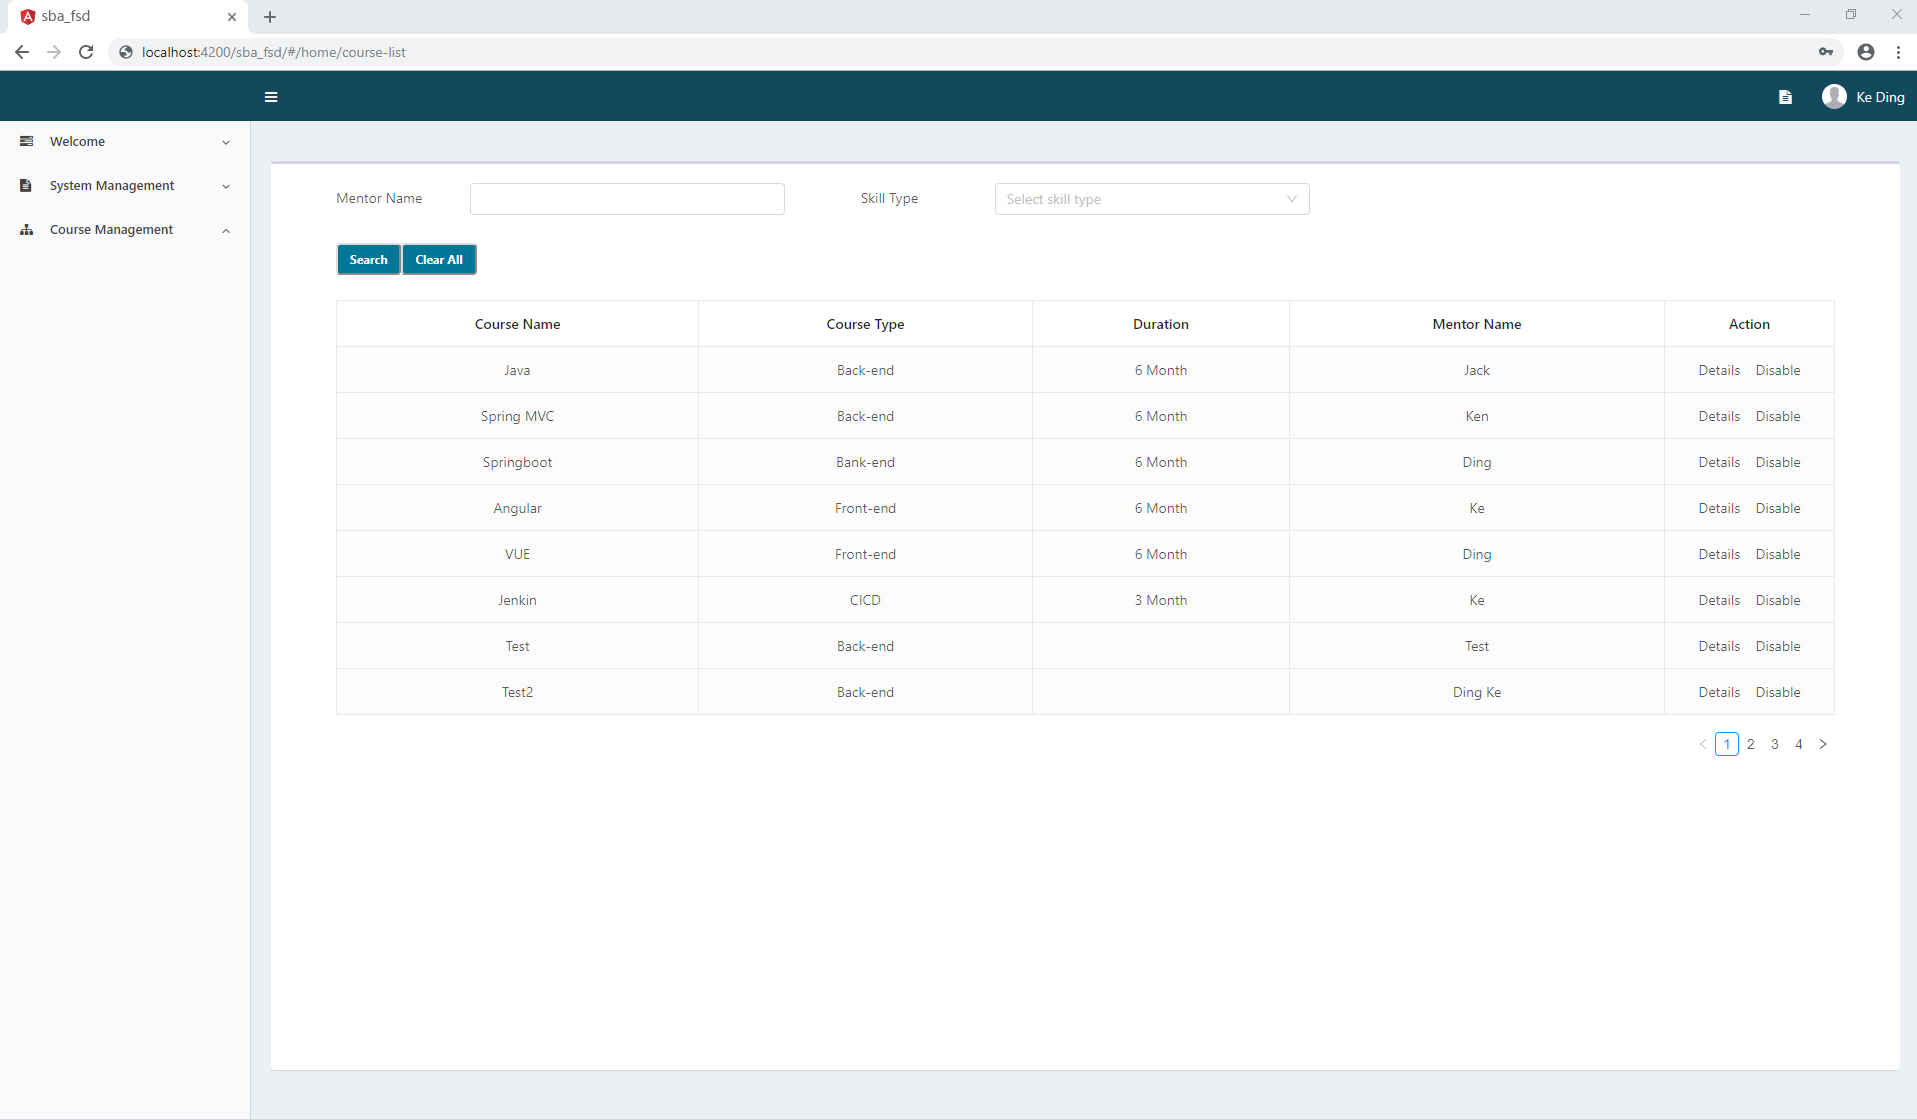 sba_fsd
localhost:4200/sba_fsd/#/home/course-list
Ke Ding
Welcome
System Management
Course Management
Mentor Name
Skill Type Select skill type
Search Clear All
Course Name Course Type Duration Mentor Name Action
Java Back-end 6 Month Jack Details Disable
Spring MVC Back-end 6 Month Ken Details Disable
Springboot Bank-end 6 Month Ding Details Disable
Angular Front-end 6 Month Ke Details Disable
VUE Front-end 6 Month Ding Details Disable
Jenkin CICD 3 Month Ke Details Disable
Test Back-end Test Details Disable
Test2 Back-end Ding Ke Details Disable
< 1 2 3 4 >